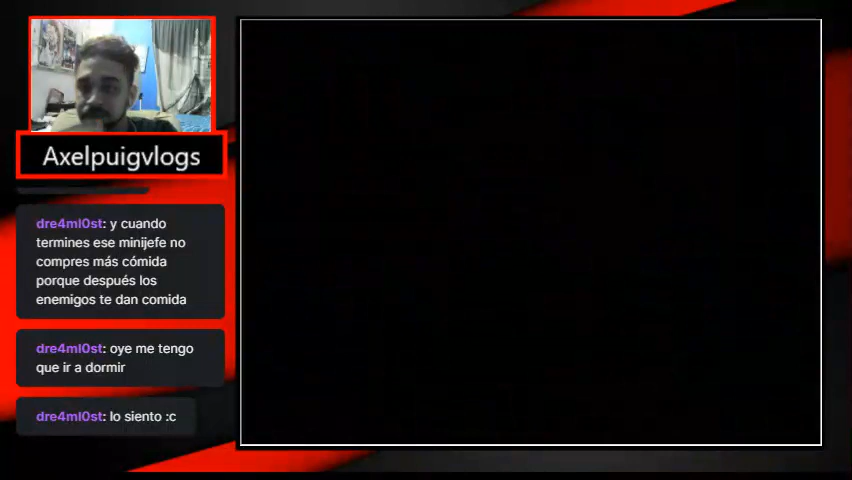 Axelpuigvlogs
dre4ml0st: y cuando
termines ese minijefe no
compres más cómida
porque después los
enemigos te dan comida
dre4ml0st: oye me tengo
que ir a dormir
dre4ml0st: lo siento :c